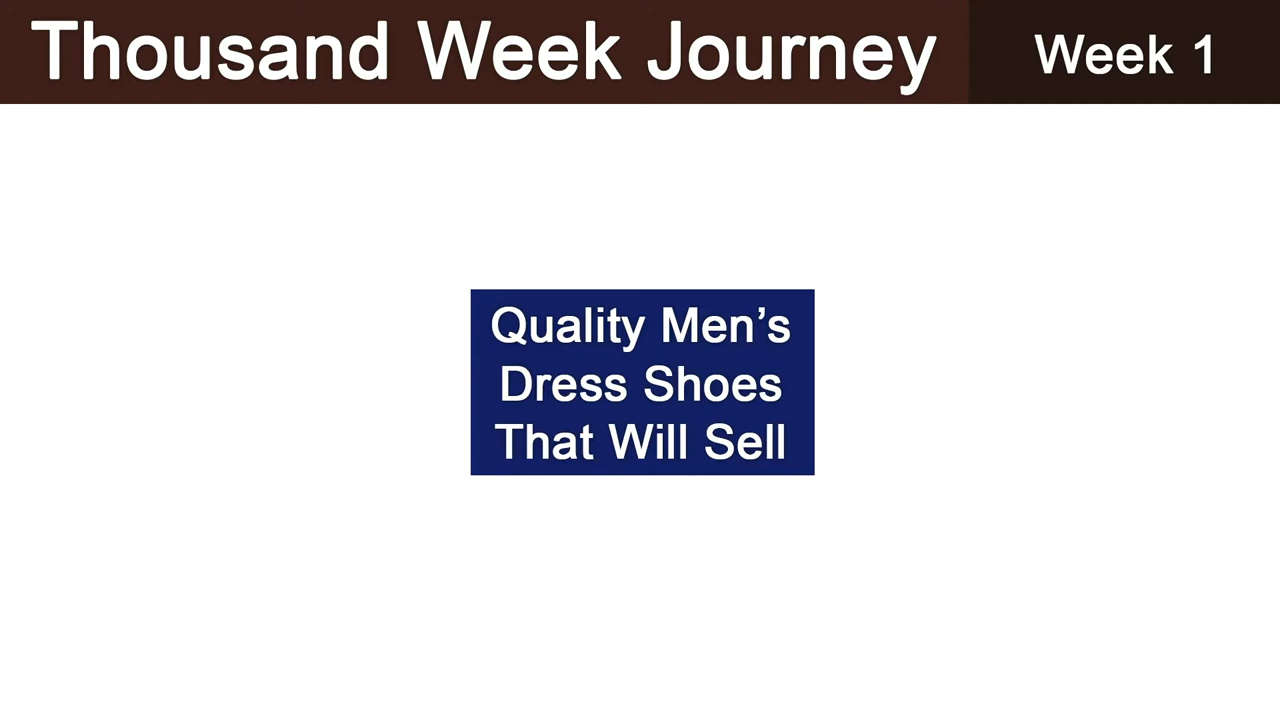 Thousand Week Journey
Week 1
Quality Men’s
Dress Shoes
That Will Sell